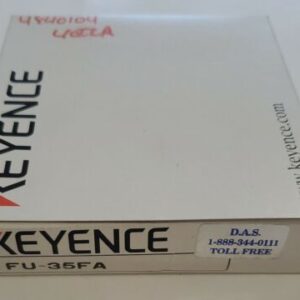 4840104
KEYENCE
www.keyence.com
KEYENCE
FU-35FA
D.A.S.
1-888-344-0111
TOLL FREE